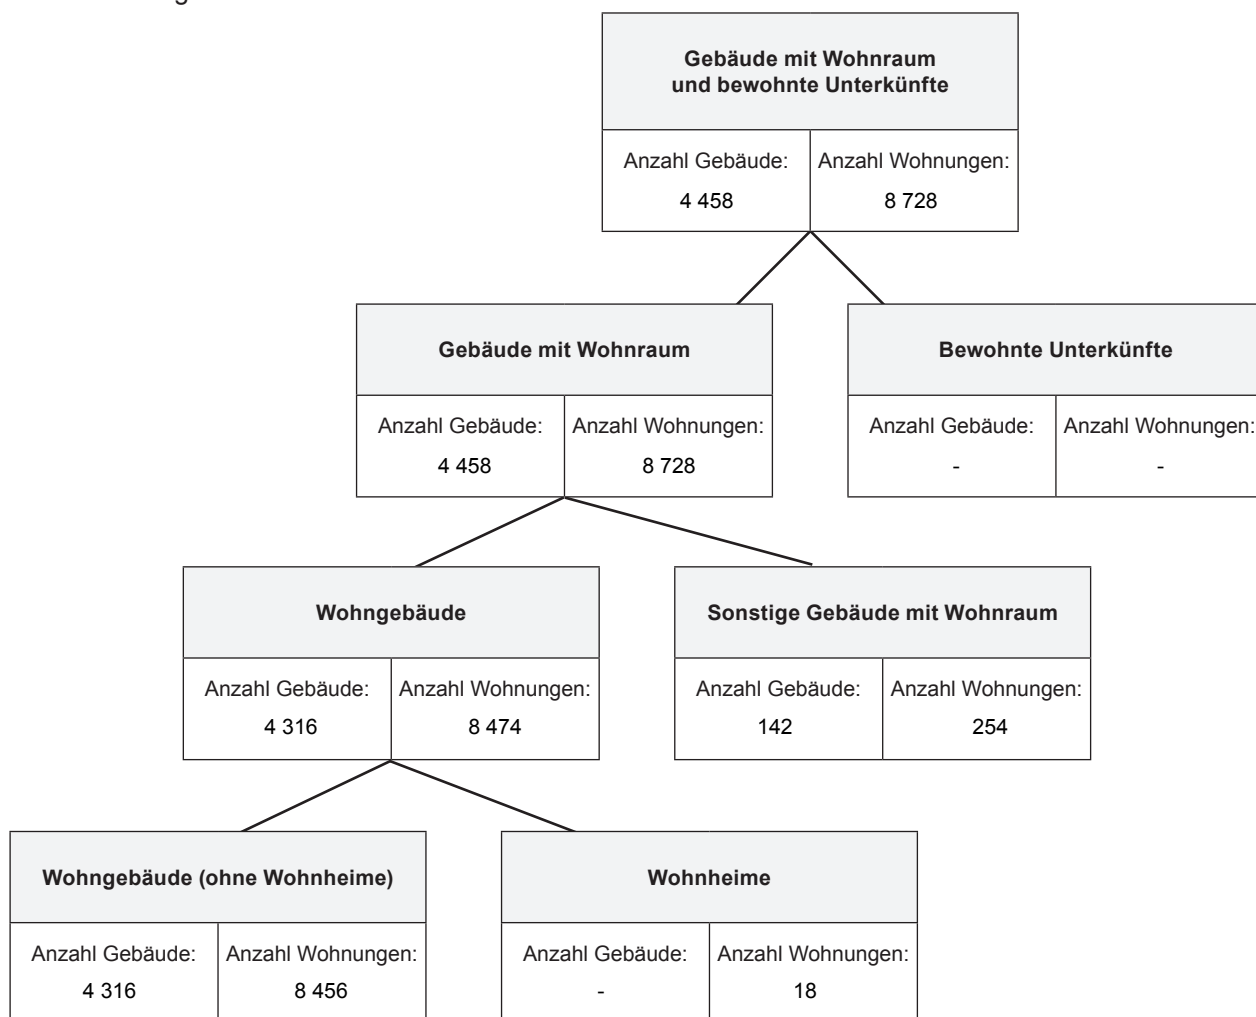 Gebäude mit Wohnraum
und bewohnte Unterkünfte
Anzahl Gebäude: Anzahl Wohnungen:
4 458 8 728
Gebäude mit Wohnraum Bewohnte Unterkünfte
Anzahl Gebäude: Anzahl Wohnungen: Anzahl Gebäude: Anzahl Wohnungen:
4 458 8 728 - -
Wohngebäude Sonstige Gebäude mit Wohnraum
Anzahl Gebäude: Anzahl Wohnungen: Anzahl Gebäude: Anzahl Wohnungen:
4 316 8 474 142 254
Wohngebäude (ohne Wohnheime) Wohnheime
Anzahl Gebäude: Anzahl Wohnungen: Anzahl Gebäude: Anzahl Wohnungen:
4 316 8 456 - 18